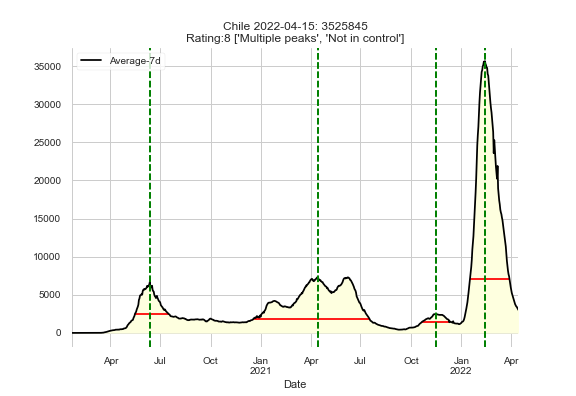 Chile 2022-04-15: 3525845
Rating:8 ['Multiple peaks', 'Not in control']
Average-7d
35000
30000
25000
20000
15000
10000
5000
0
Apr Jul Oct Jan Apr Jul Oct Jan Apr
2021 2022
Date